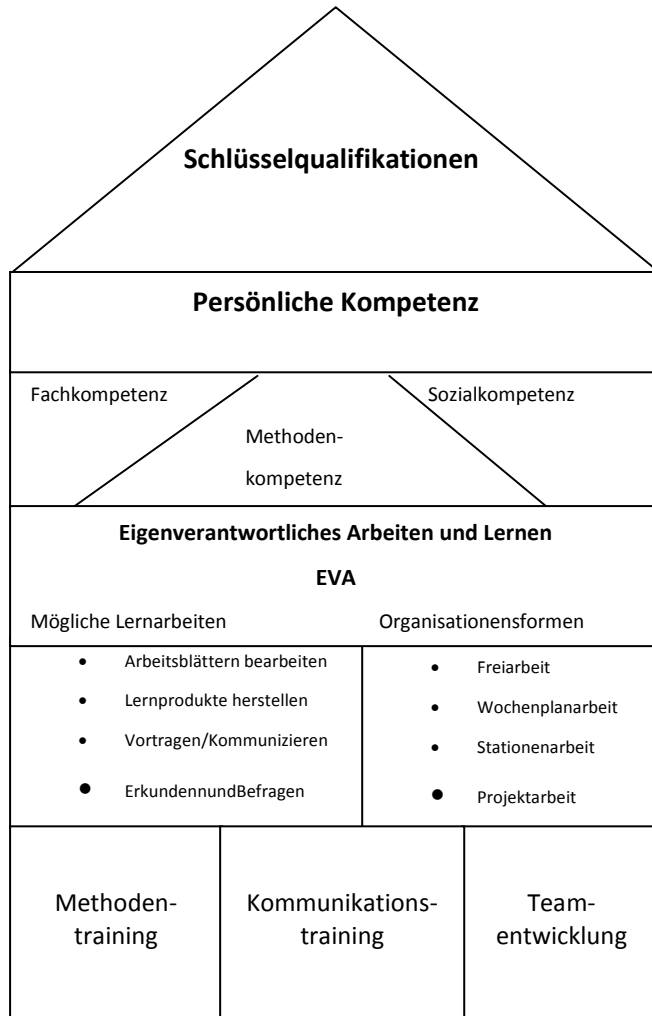 Schlüsselqualifikationen
Persönliche Kompetenz
Fachkompetenz
Sozialkompetenz
Methoden-
kompetenz
Eigenverantwortliches Arbeiten und Lernen
EVA
Mögliche Lernarbeiten
Organisationensformen
• Arbeitsblättern bearbeiten
• Lernprodukte herstellen
• Vortragen/Kommunizieren
• ErkundennundBefragen
• Freiarbeit
• Wochenplanarbeit
• Stationenarbeit
• Projektarbeit
Methoden-
training
Kommunikations-
training
Team-
entwicklung